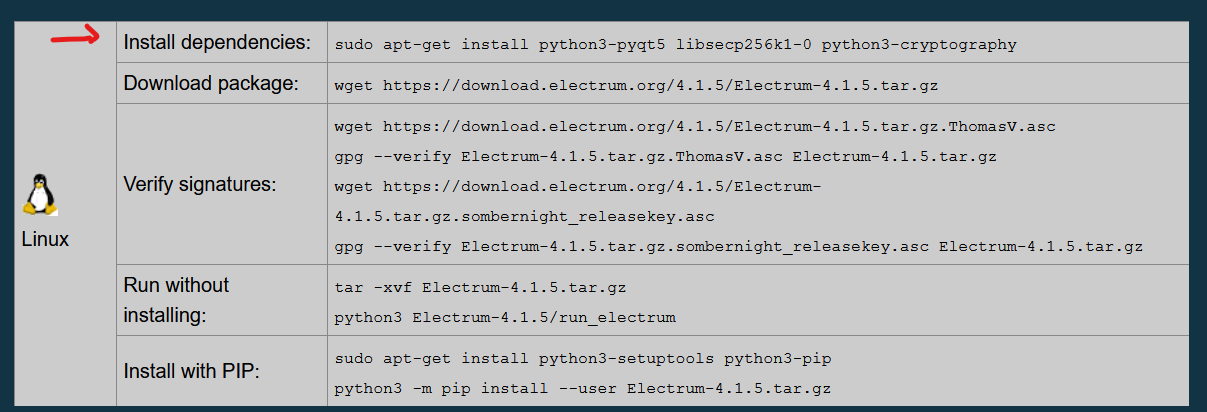 Install dependencies: sudo apt-get install python3-pyqt5 libsecp256k1-0 python3-cryptography
Download package: wget https://download.electrum.org/4.1.5/Electrum-4.1.5.tar.gz
Linux
Verify signatures:
wget https://download.electrum.org/4.1.5/Electrum-4.1.5.tar.gz.ThomasV.asc
gpg --verify Electrum-4.1.5.tar.gz.ThomasV.asc Electrum-4.1.5.tar.gz
wget https://download.electrum.org/4.1.5/Electrum-
4.1.5.tar.gz.sombernight_releasekey.asc
gpg --verify Electrum-4.1.5.tar.gz.sombernight_releasekey.asc Electrum-4.1.5.tar.gz
Run without
installing:
tar -xvf Electrum-4.1.5.tar.gz
python3 Electrum-4.1.5/run_electrum
Install with PIP:
sudo apt-get install python3-setuptools python3-pip
python3 -m pip install --user Electrum-4.1.5.tar.gz